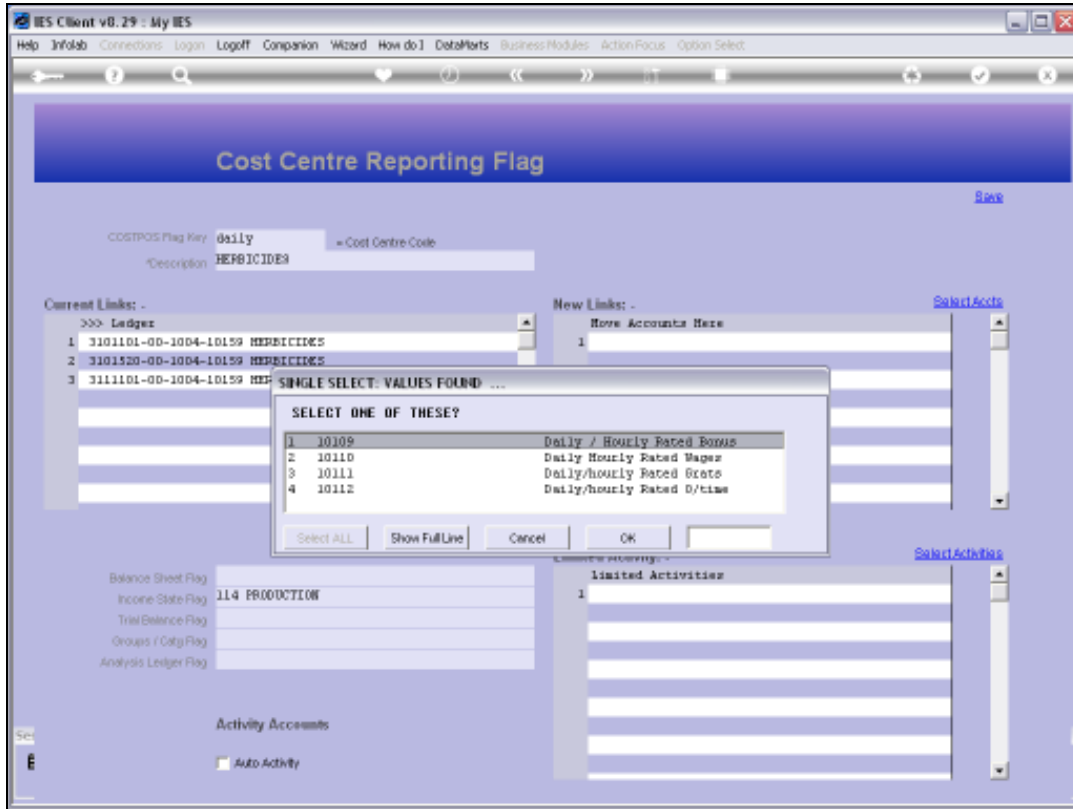 IES Client v8.29 : My IES
Help Infolab Connections Logon Logoff Companion Wizard How do I DataMarts Business Modules Action Focus Option Select
Cost Centre Reporting Flag
Save
COSTPOS Flag Key daily = Cost Centre Code
*Description HERBICIDES
Current Links: -
New Links: -
Select Accts
>>> Ledger
Move Accounts Here
1 3101101-00-1004-10159 HERBICIDES
1
2 3101520-00-1004-10159 HERBICIDES
3 3111101-00-1004-10159 HER
SINGLE SELECT: VALUES FOUND ...
SELECT ONE OF THESE?
1 10109 Daily / Hourly Rated Bonus
2 10110 Daily Hourly Rated Wages
3 10111 Daily/hourly Rated Grats
4 10112 Daily/hourly Rated O/time
Select ALL Show Full Line Cancel OK
Limited Activity: -
Select Activities
Limited Activities
1
Balance Sheet Flag
Income State Flag 114 PRODUCTION
Trial Balance Flag
Groups / Catg Flag
Analysis Ledger Flag
Activity Accounts
Auto Activity